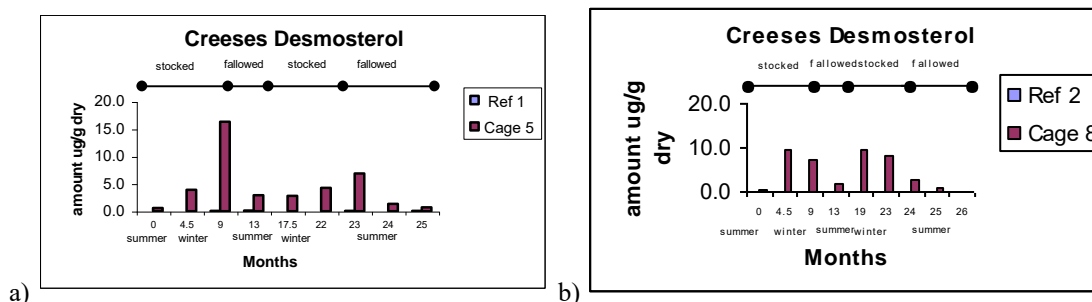 Creeses Desmosterol
stocked fallowed stocked fallowed
20.0
15.0
10.0
5.0
0.0
amount ug/g dry
0 4.5 9 13 17.5 22 23 24 25
summer winter summer winter summer
Months
Ref 1
Cage 5
a)
Creeses Desmosterol
stocked fallowed stocked fallowed
20.0
10.0
0.0
amount ug/g
dry
0 4.5 9 13 19 23 24 25 26
summer winter summer winter summer
Months
Ref 2
Cage 8
b)